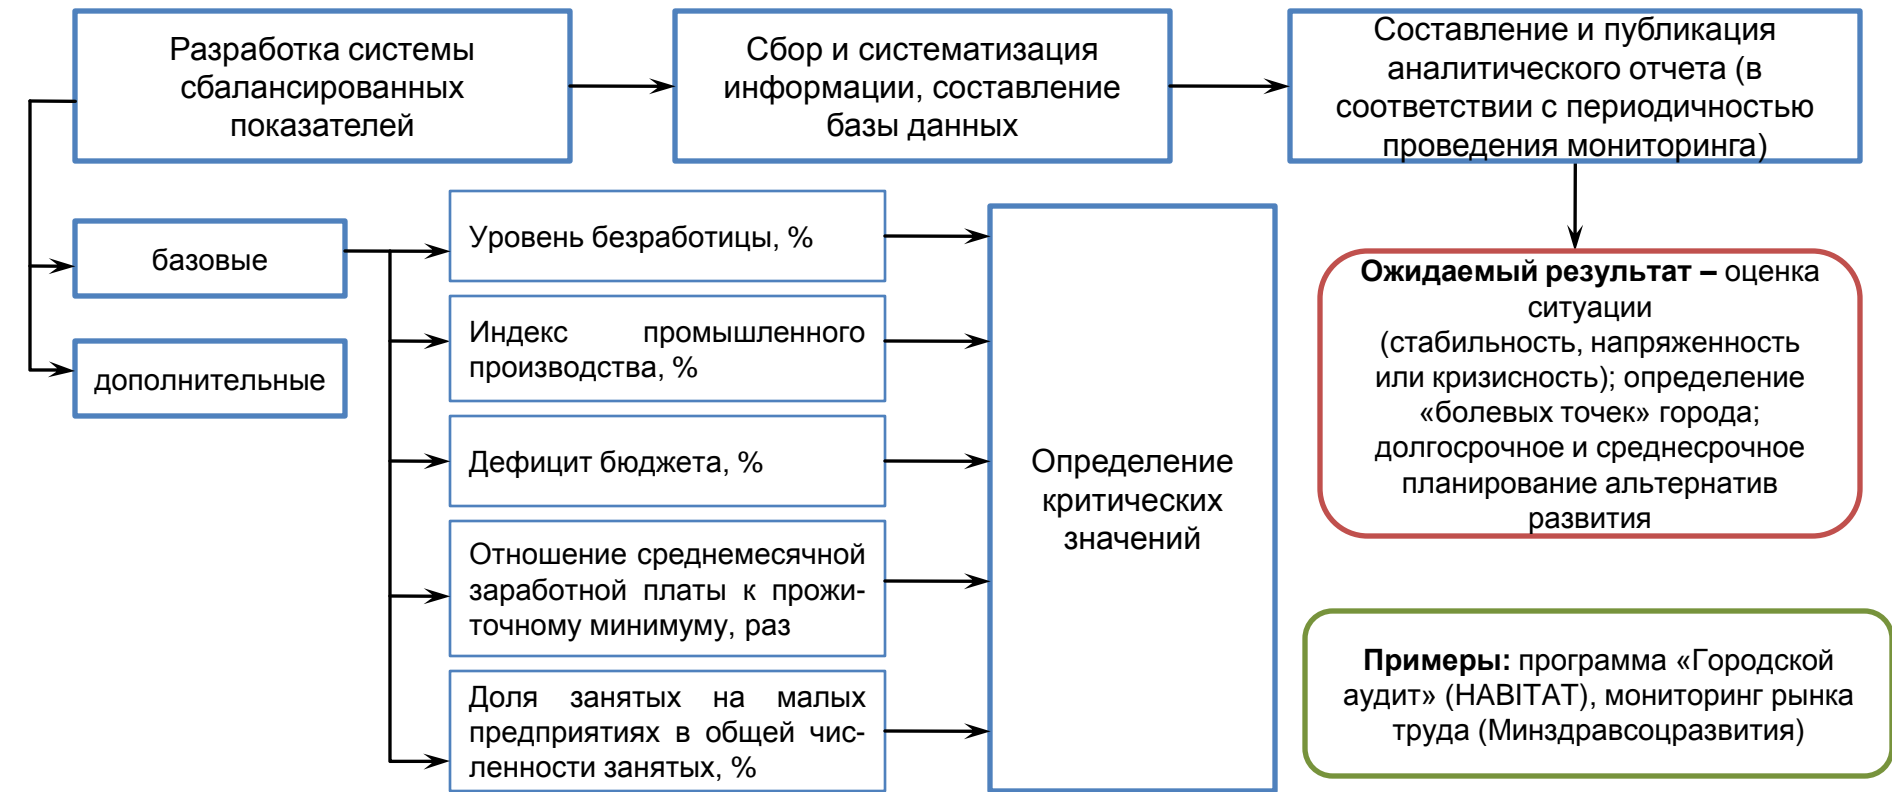 Разработка системы
сбалансированных
показателей
Сбор и систематизация
информации, составление
базы данных
Составление и публикация
аналитического отчета (в
соответствии с периодичностью
проведения мониторинга)
базовые
дополнительные
Уровень безработицы, %
Индекс промышленного
производства, %
Дефицит бюджета, %
Отношение среднемесячной
заработной платы к прожи-
точному минимуму, раз
Доля занятых на малых
предприятиях в общей чис-
ленности занятых, %
Определение
критических
значений
Ожидаемый результат – оценка
ситуации
(стабильность, напряженность
или кризисность); определение
«болевых точек» города;
долгосрочное и среднесрочное
планирование альтернатив
развития
Примеры: программа «Городской
аудит» (HABITAT), мониторинг рынка
труда (Минздравсоцразвития)